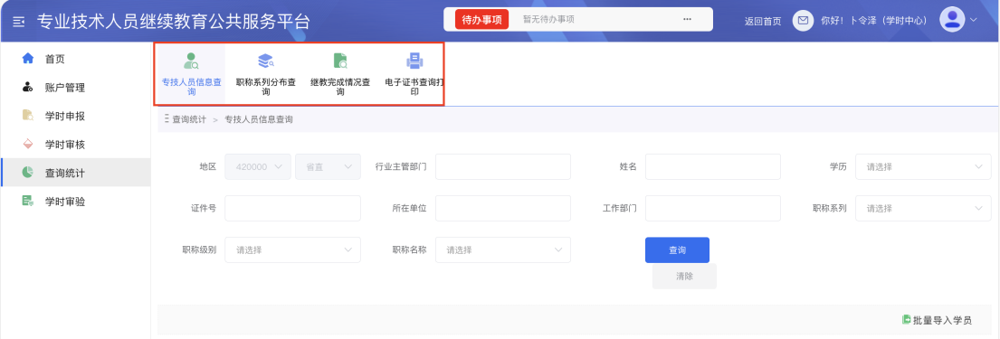 专业技术人员继续教育公共服务平台
待办事项 暂无待办事项 ...
返回首页 你好！卜令泽（学时中心）
首页
账户管理
学时申报
学时审核
查询统计
学时审验
专技人员信息查
询
职称系列分布查
询
继教完成情况查
询
电子证书查询打
印
查询统计 > 专技人员信息查询
地区 420000 省直 行业主管部门 姓名 学历 请选择
证件号 所在单位 工作部门 职称系列 请选择
职称级别 请选择 职称名称 请选择 查询
清除
批量导入学员